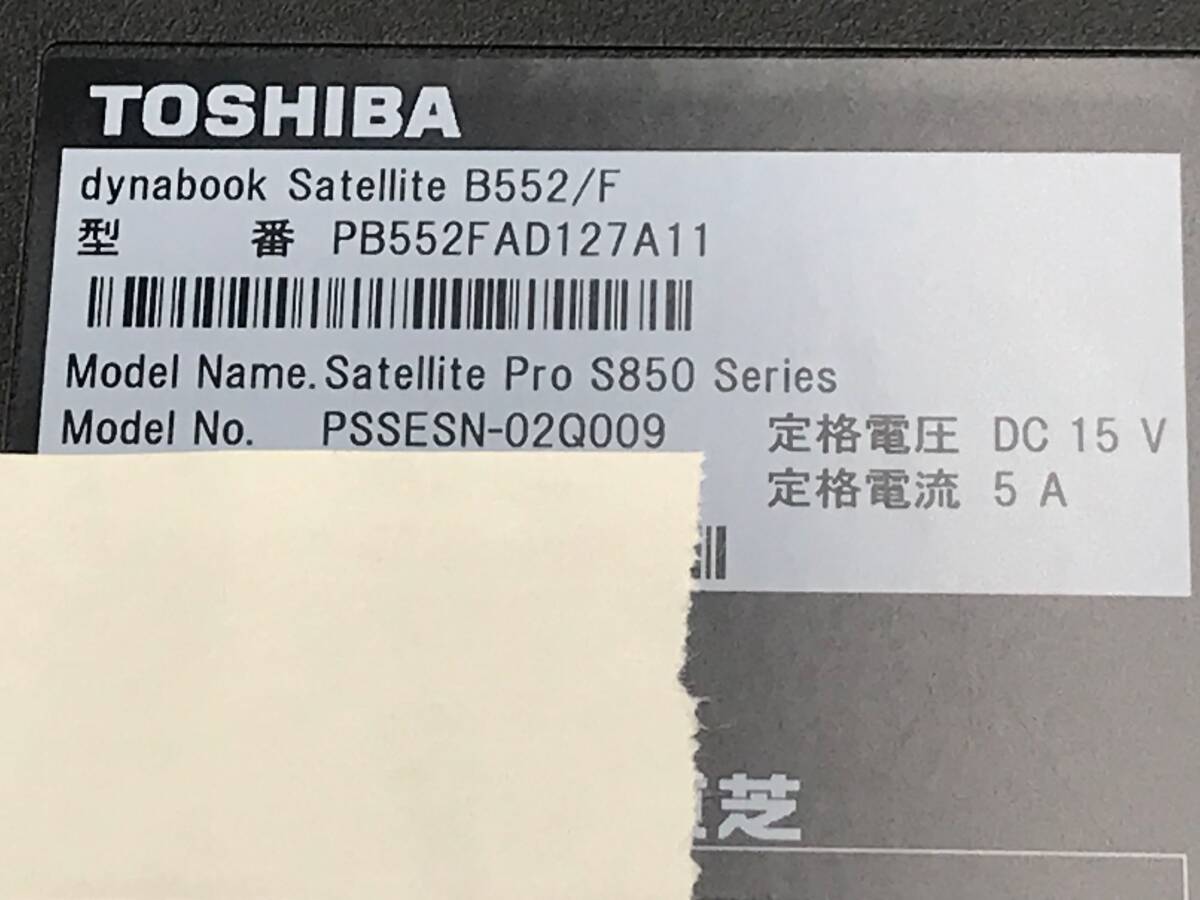 TOSHIBA
dynabook Satellite B552/F
型 番 PB552FAD127A11
Model Name. Satellite Pro S850 Series
Model No. PSSESN-02Q009 定格電圧 DC 15 V
定格電流 5 A
芝